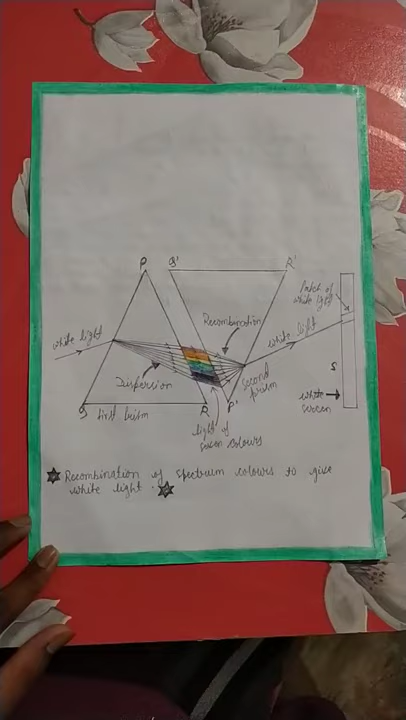 P
Q'
R'
Patch of
white light
white light
Recombination
white light
S
Dispersion
second
prism
white
screen
Q
first Prism
R
P'
light of
seven colours
Recombination of spectrum colours to give
white light.